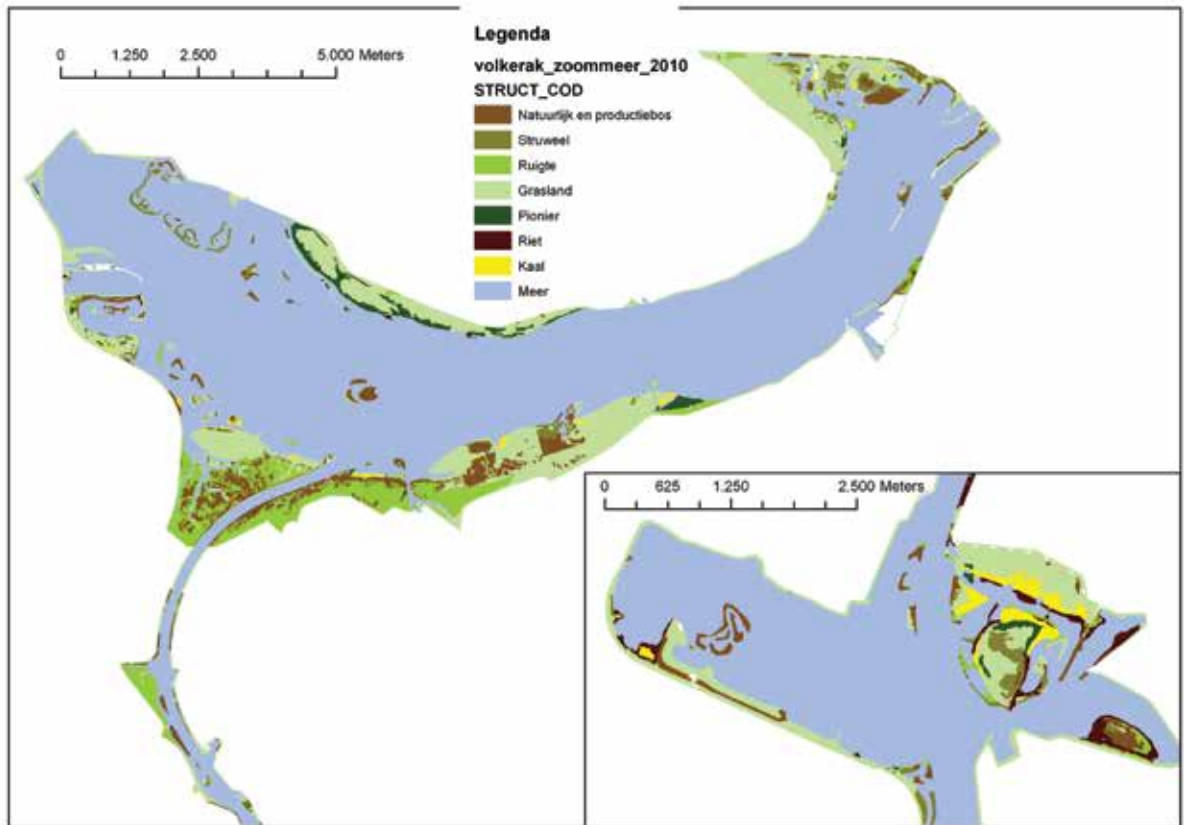 Legenda
volkerak_zoommeer_2010
STRUCT_COD
Natuurlijk en productiebos
Struweel
Ruigte
Grasland
Pionier
Riet
Kaal
Meer
0 1.250 2.500 5.000 Meters
0 625 1.250 2.500 Meters